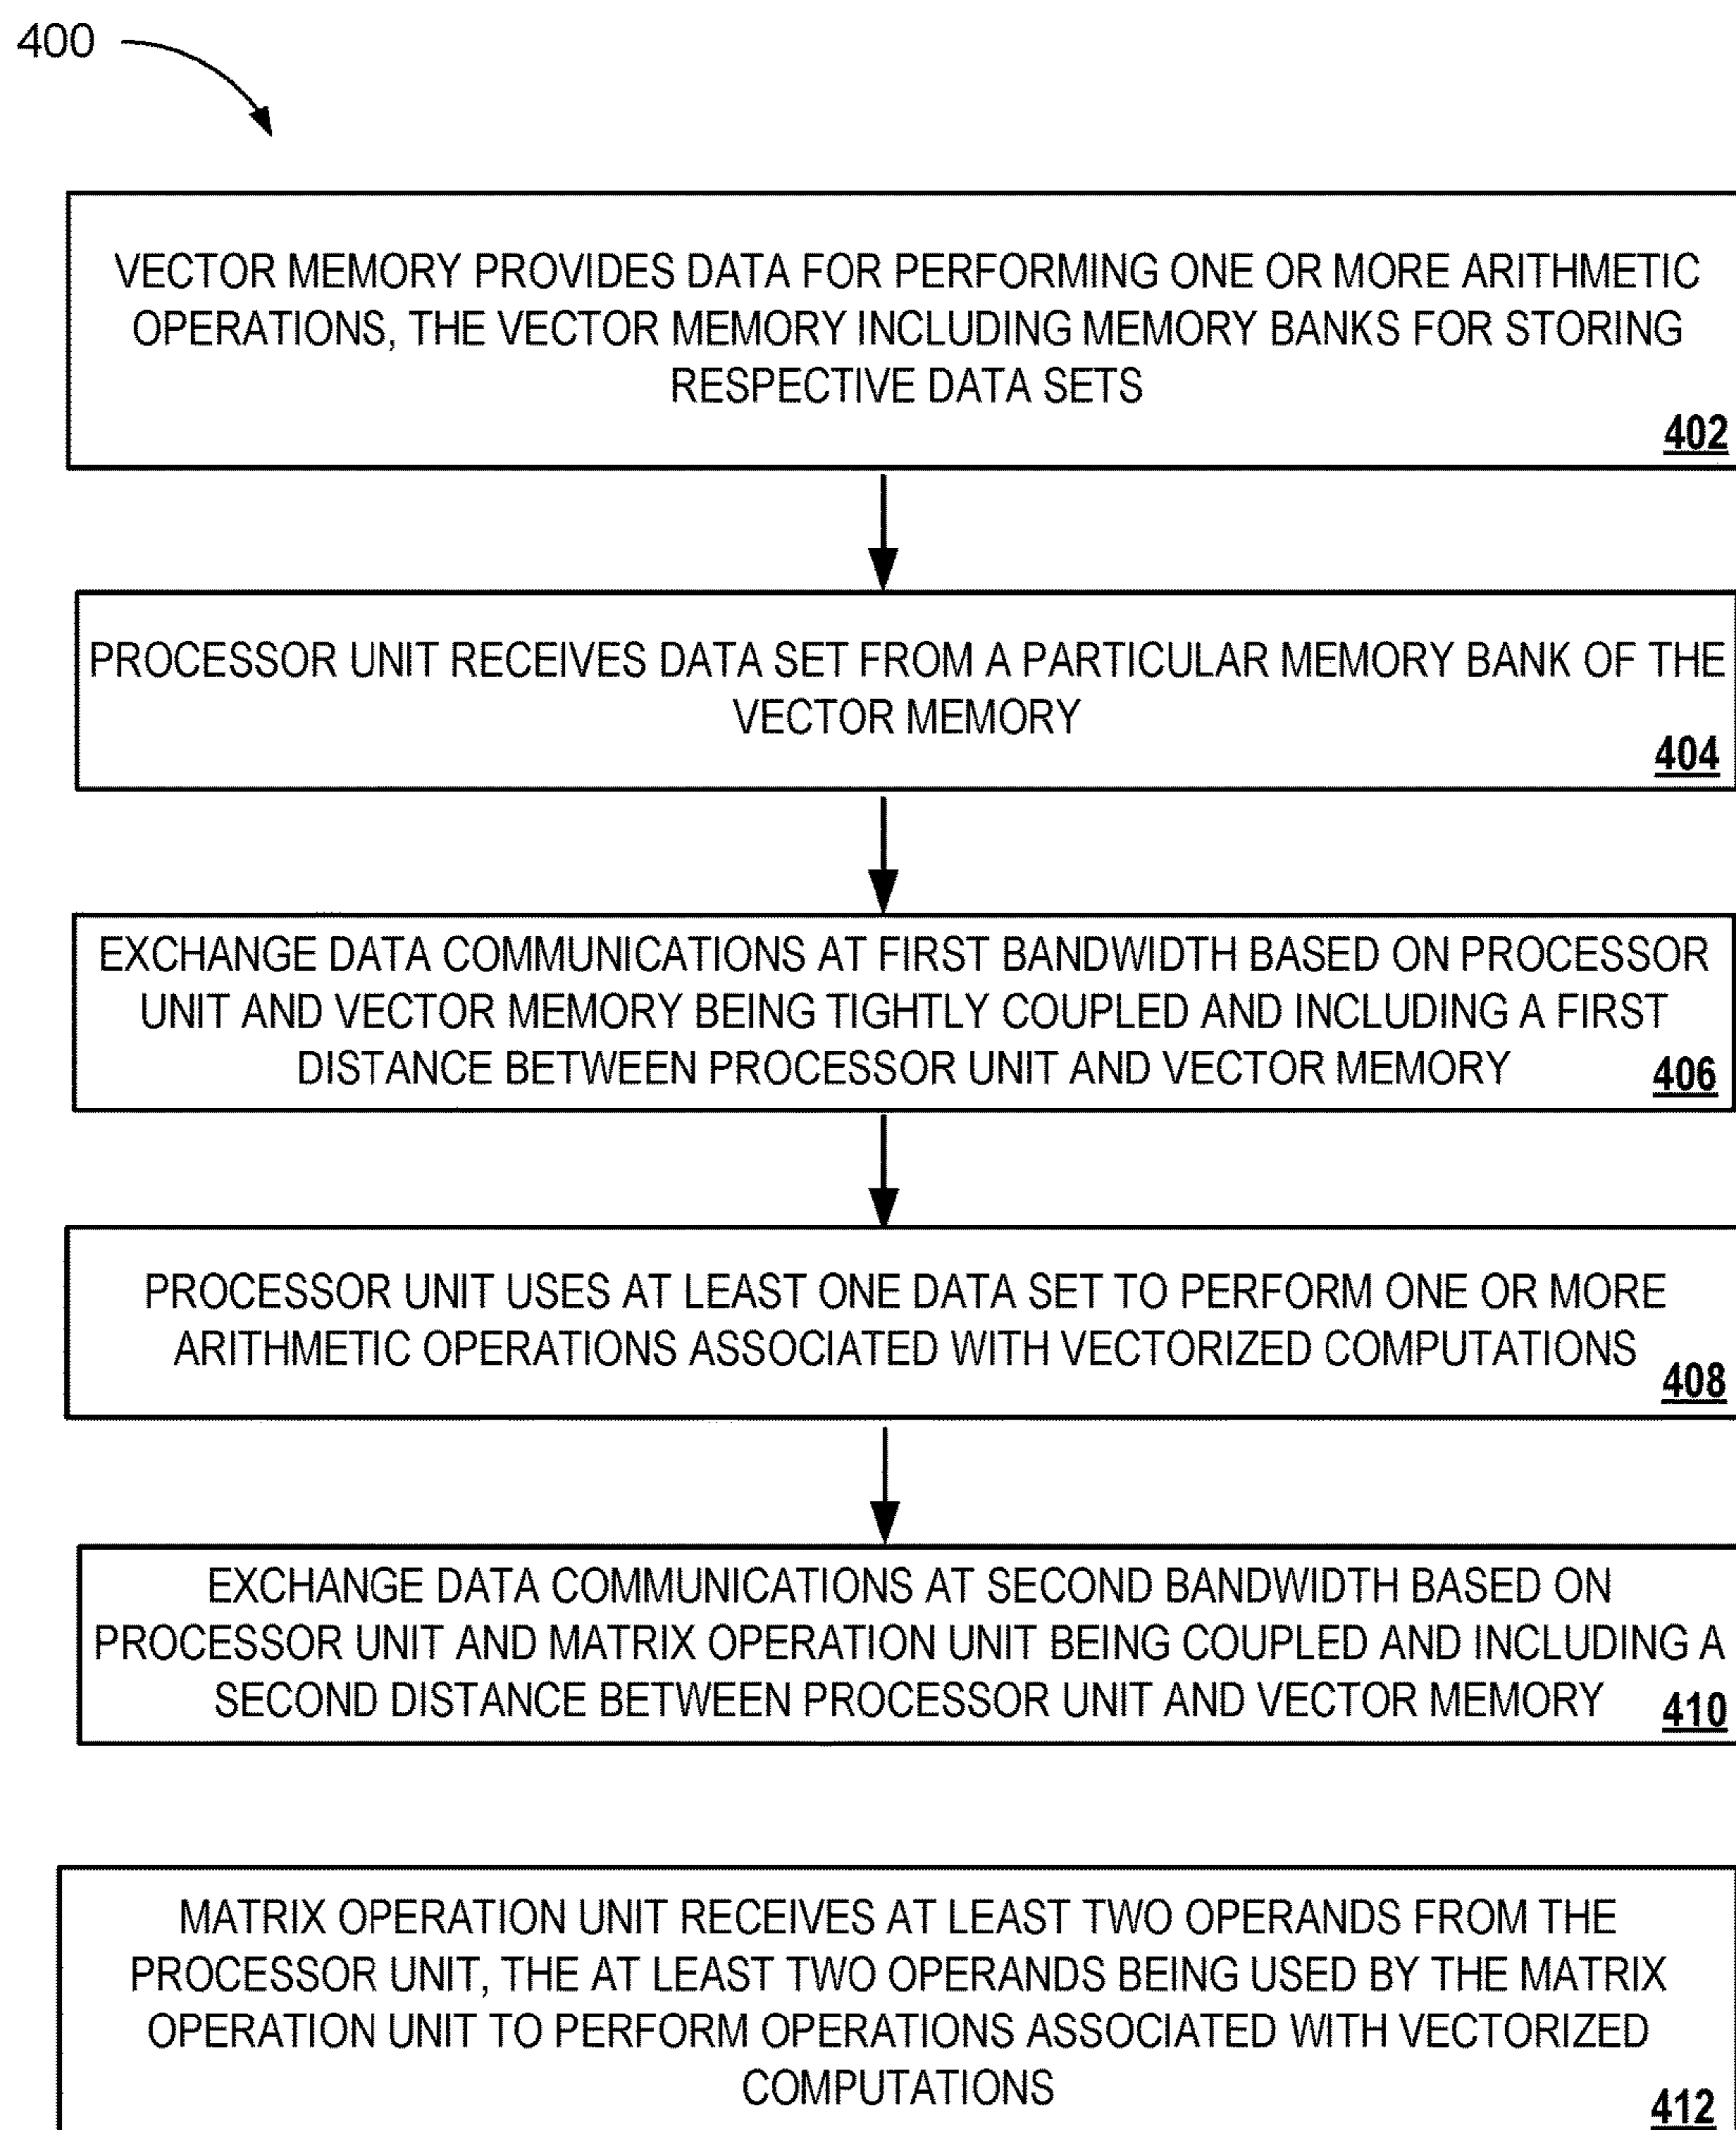 400
VECTOR MEMORY PROVIDES DATA FOR PERFORMING ONE OR MORE ARITHMETIC
OPERATIONS, THE VECTOR MEMORY INCLUDING MEMORY BANKS FOR STORING
RESPECTIVE DATA SETS
402
PROCESSOR UNIT RECEIVES DATA SET FROM A PARTICULAR MEMORY BANK OF THE
VECTOR MEMORY
404
EXCHANGE DATA COMMUNICATIONS AT FIRST BANDWIDTH BASED ON PROCESSOR
UNIT AND VECTOR MEMORY BEING TIGHTLY COUPLED AND INCLUDING A FIRST
DISTANCE BETWEEN PROCESSOR UNIT AND VECTOR MEMORY
406
PROCESSOR UNIT USES AT LEAST ONE DATA SET TO PERFORM ONE OR MORE
ARITHMETIC OPERATIONS ASSOCIATED WITH VECTORIZED COMPUTATIONS
408
EXCHANGE DATA COMMUNICATIONS AT SECOND BANDWIDTH BASED ON
PROCESSOR UNIT AND MATRIX OPERATION UNIT BEING COUPLED AND INCLUDING A
SECOND DISTANCE BETWEEN PROCESSOR UNIT AND VECTOR MEMORY
410
MATRIX OPERATION UNIT RECEIVES AT LEAST TWO OPERANDS FROM THE
PROCESSOR UNIT, THE AT LEAST TWO OPERANDS BEING USED BY THE MATRIX
OPERATION UNIT TO PERFORM OPERATIONS ASSOCIATED WITH VECTORIZED
COMPUTATIONS
412